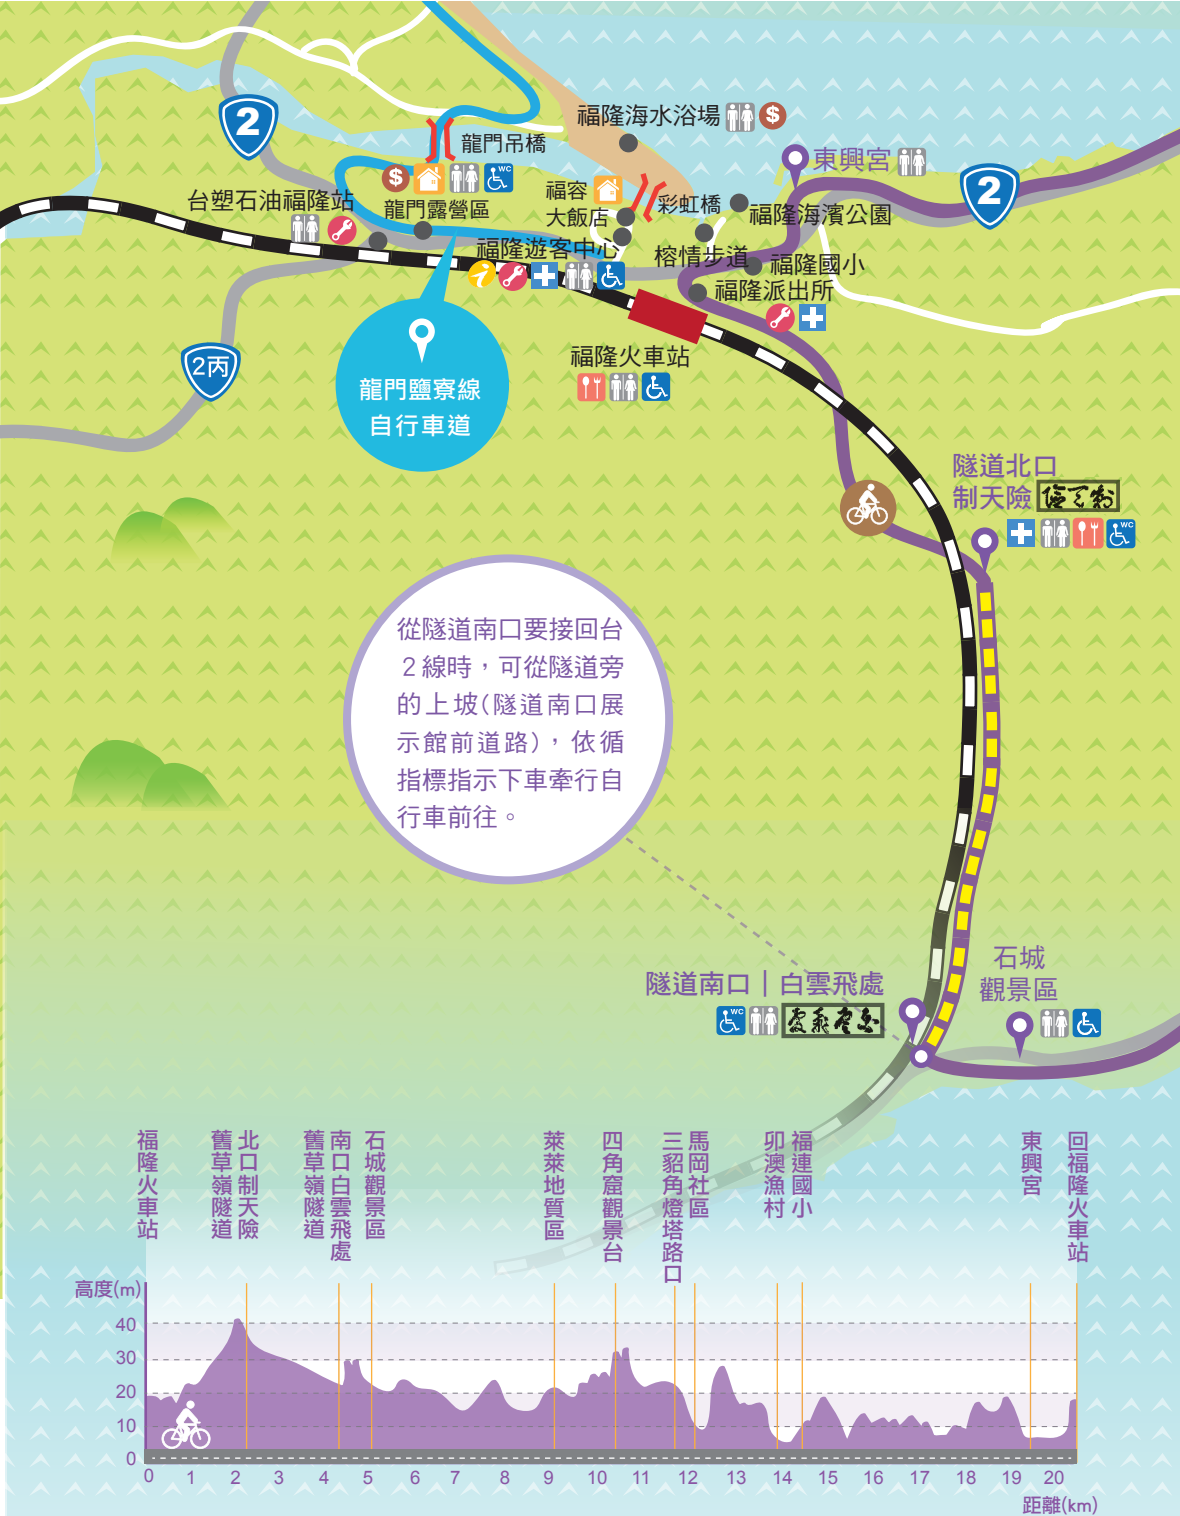 2
福隆海水浴場
$
龍門吊橋
東興宮
$
WC
2
台塑石油福隆站
龍門露營區
福容
大飯店
彩虹橋
福隆海濱公園
福隆遊客中心
榕情步道
福隆國小
福隆派出所
2丙
福隆火車站
龍門鹽寮線
自行車道
隧道北口
制天險
WC
從隧道南口要接回台
2線時，可從隧道旁
的上坡(隧道南口展
示館前道路)，依循
指標指示下車牽行自
行車前往。
石城
觀景區
隧道南口｜白雲飛處
WC
福隆火車站
舊草嶺隧道
北口制天險
舊草嶺隧道
南口白雲飛處
石城觀景區
萊萊地質區
四角窟觀景台
三貂角燈塔路口
馬岡社區
卯澳漁村
福連國小
東興宮
回福隆火車站
高度(m)
40
30
20
10
0
0 1 2 3 4 5 6 7 8 9 10 11 12 13 14 15 16 17 18 19 20
距離(km)